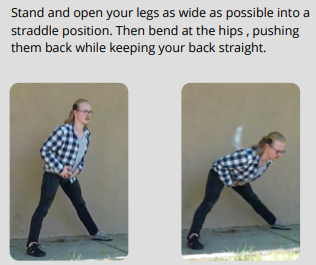 Stand and open your legs as wide as possible into a
straddle position. Then bend at the hips , pushing
them back while keeping your back straight.